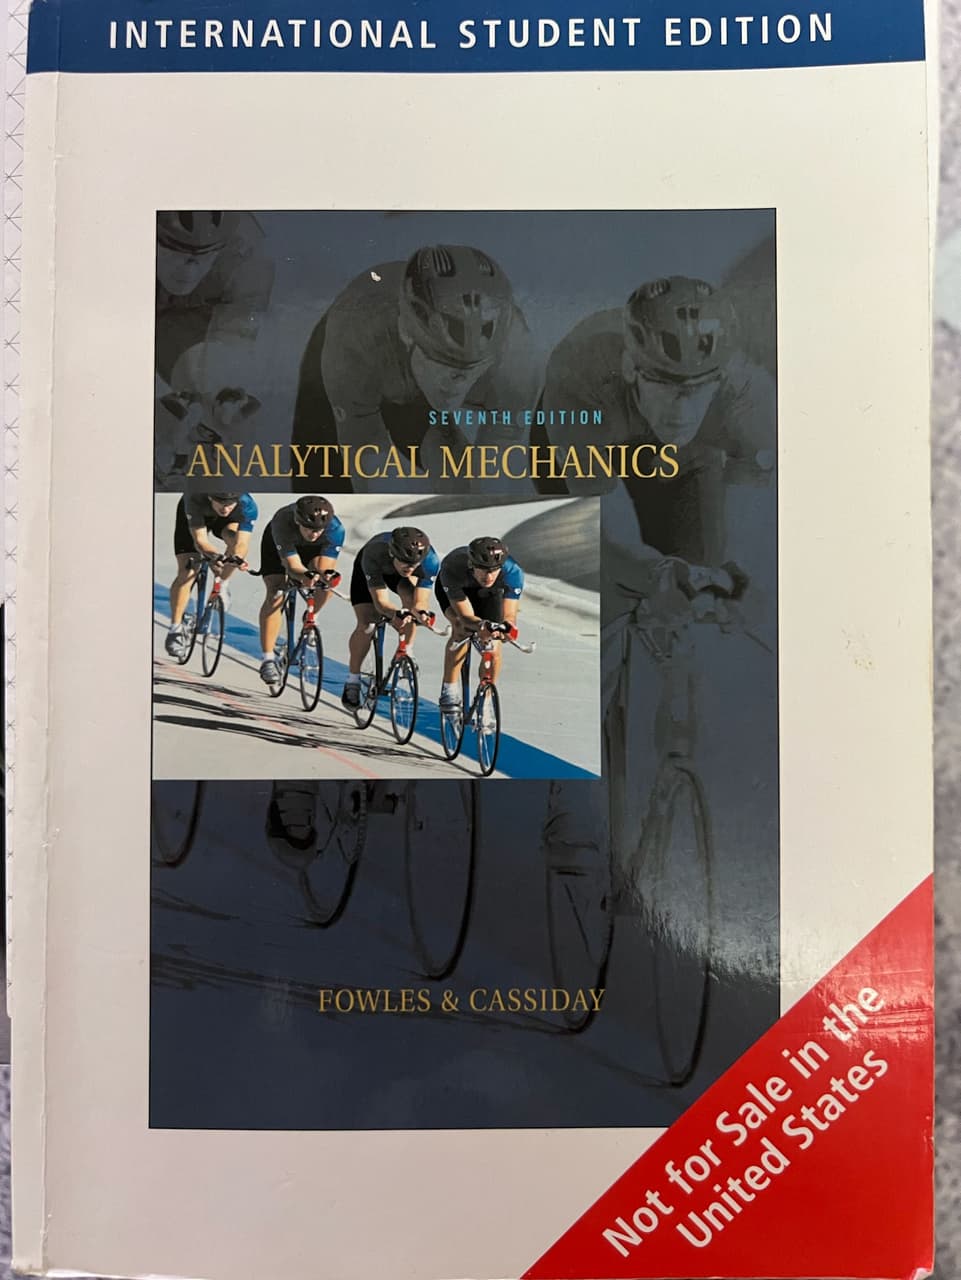 INTERNATIONAL STUDENT EDITION
SEVENTH EDITION
ANALYTICAL MECHANICS
FOWLES & CASSIDAY
Not for Sale in the
United States